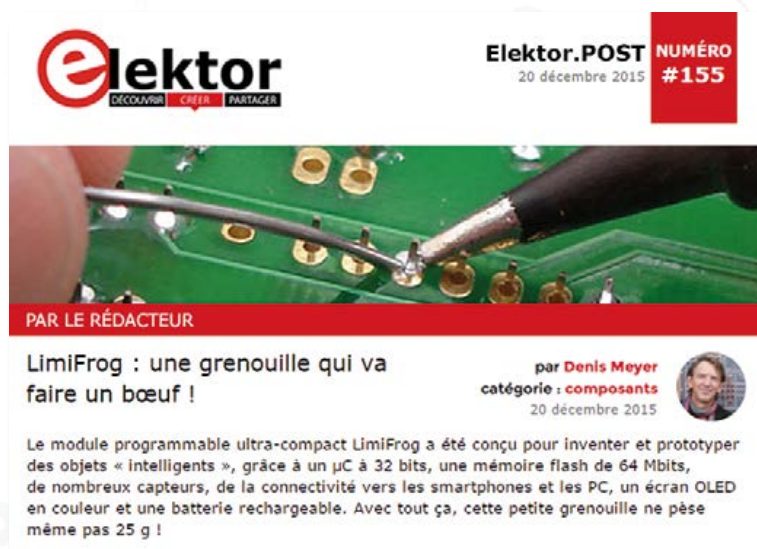 elektor
DÉCOUVRIR CRÉER PARTAGER
Elektor.POST
20 décembre 2015
NUMÉRO
#155
PAR LE RÉDACTEUR
LimiFrog : une grenouille qui va
faire un bœuf !
par Denis Meyer
catégorie : composants
20 décembre 2015
Le module programmable ultra-compact LimiFrog a été conçu pour inventer et prototyper
des objets « intelligents », grâce à un µC à 32 bits, une mémoire flash de 64 Mbits,
de nombreux capteurs, de la connectivité vers les smartphones et les PC, un écran OLED
en couleur et une batterie rechargeable. Avec tout ça, cette petite grenouille ne pèse
même pas 25 g !